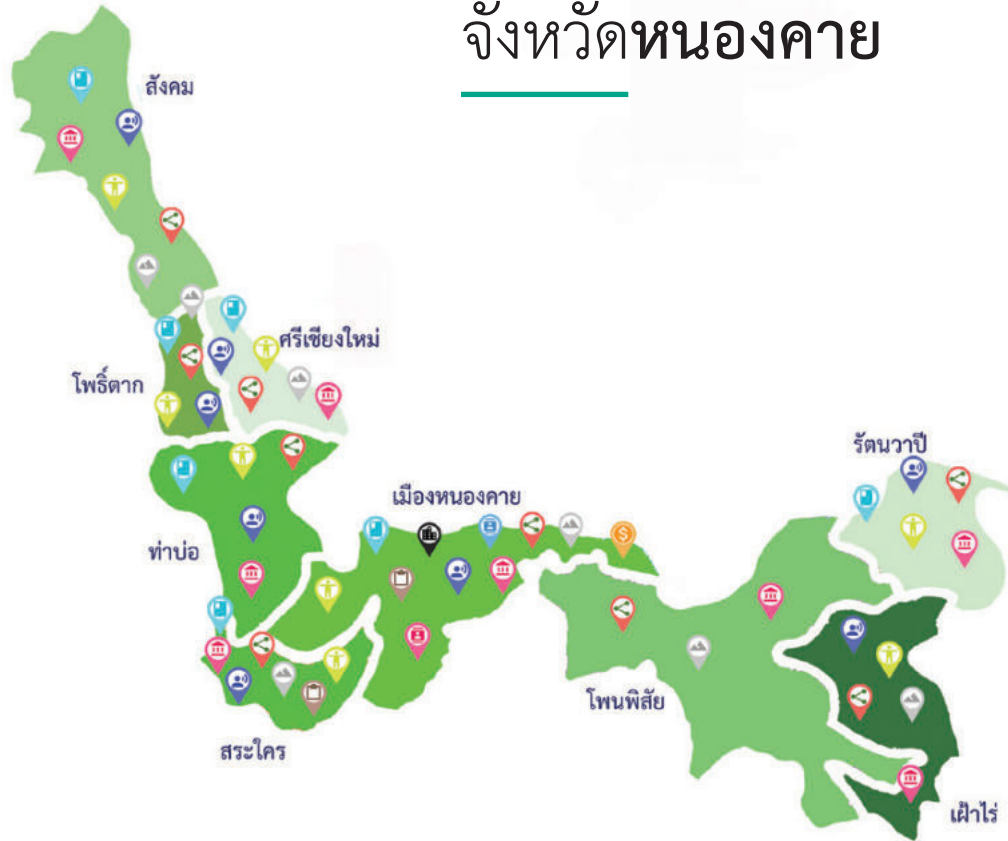 จังหวัดหนองคาย
สังคม
ศรีเชียงใหม่
โพธิ์ตาก
รัตนวาปี
เมืองหนองคาย
ท่าบ่อ
โพนพิสัย
สระใคร
เฝ้าไร่